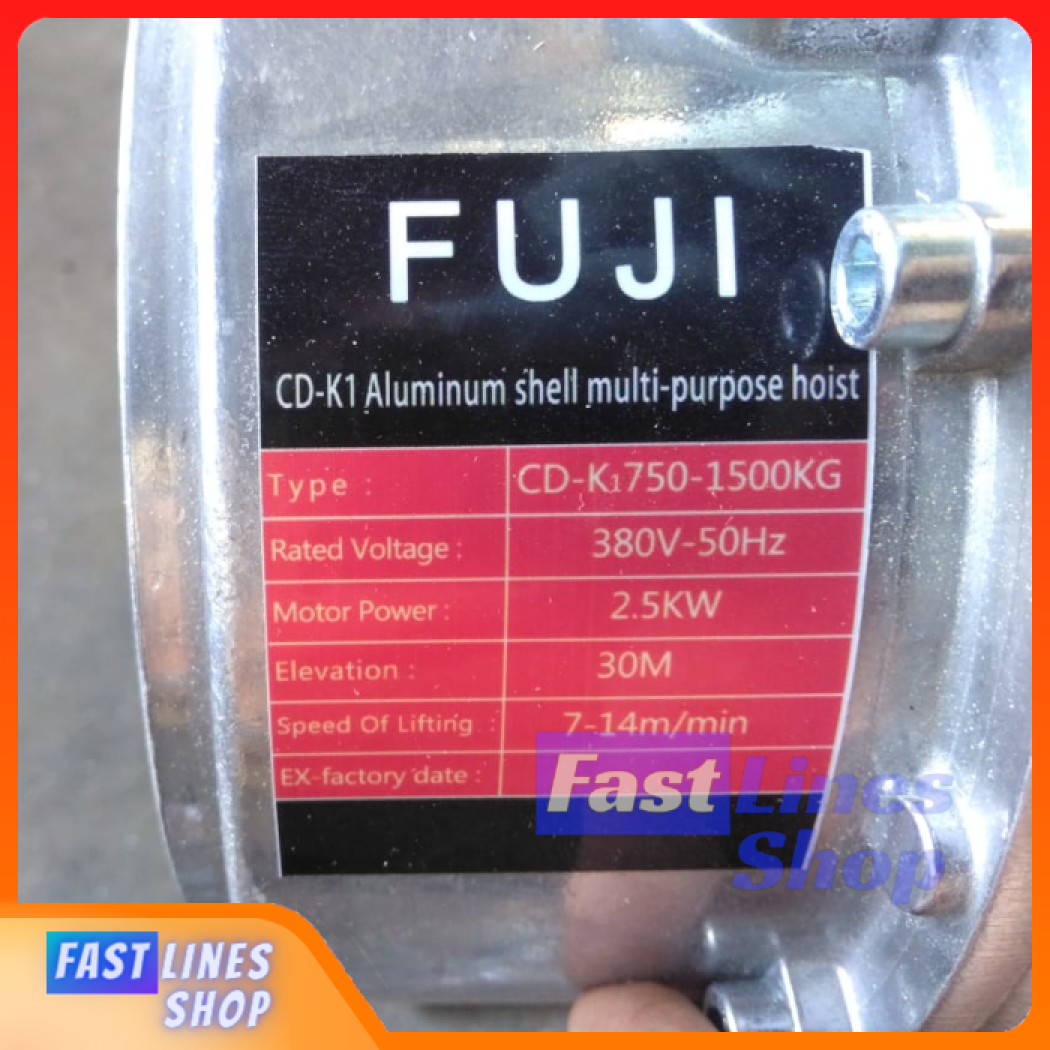 FUJI
CD-K1 Aluminum shell multi-purpose hoist
Type : CD-K1750-1500KG
Rated Voltage : 380V-50Hz
Motor Power : 2.5KW
Elevation : 30M
Speed Of Lifting : 7-14m/min
EX-factory date :
Fast Lines
Shop
FAST LINES
SHOP